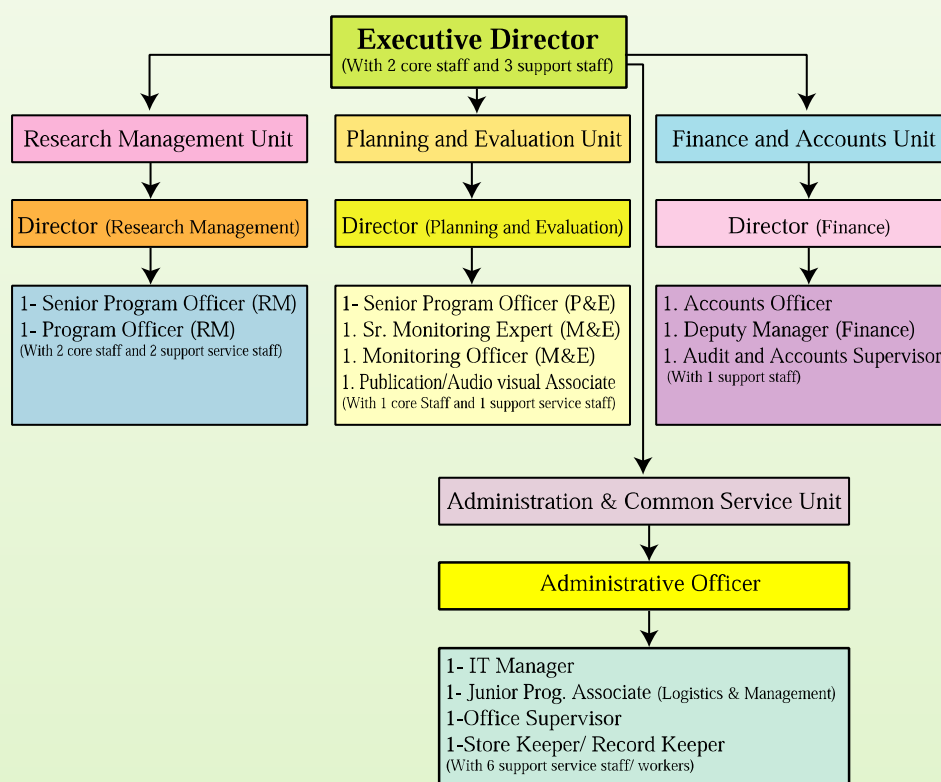 Executive Director
(With 2 core staff and 3 support staff)
Research Management Unit
Planning and Evaluation Unit
Finance and Accounts Unit
Director (Research Management)
Director (Planning and Evaluation)
Director (Finance)
1- Senior Program Officer (RM)
1- Program Officer (RM)
(With 2 core staff and 2 support service staff)
1- Senior Program Officer (P&E)
1. Sr. Monitoring Expert (M&E)
1. Monitoring Officer (M&E)
1. Publication/Audio visual Associate
(With 1 core Staff and 1 support service staff)
1. Accounts Officer
1. Deputy Manager (Finance)
1. Audit and Accounts Supervisor
(With 1 support staff)
Administration & Common Service Unit
Administrative Officer
1- IT Manager
1- Junior Prog. Associate (Logistics & Management)
1-Office Supervisor
1-Store Keeper/ Record Keeper
(With 6 support service staff/ workers)